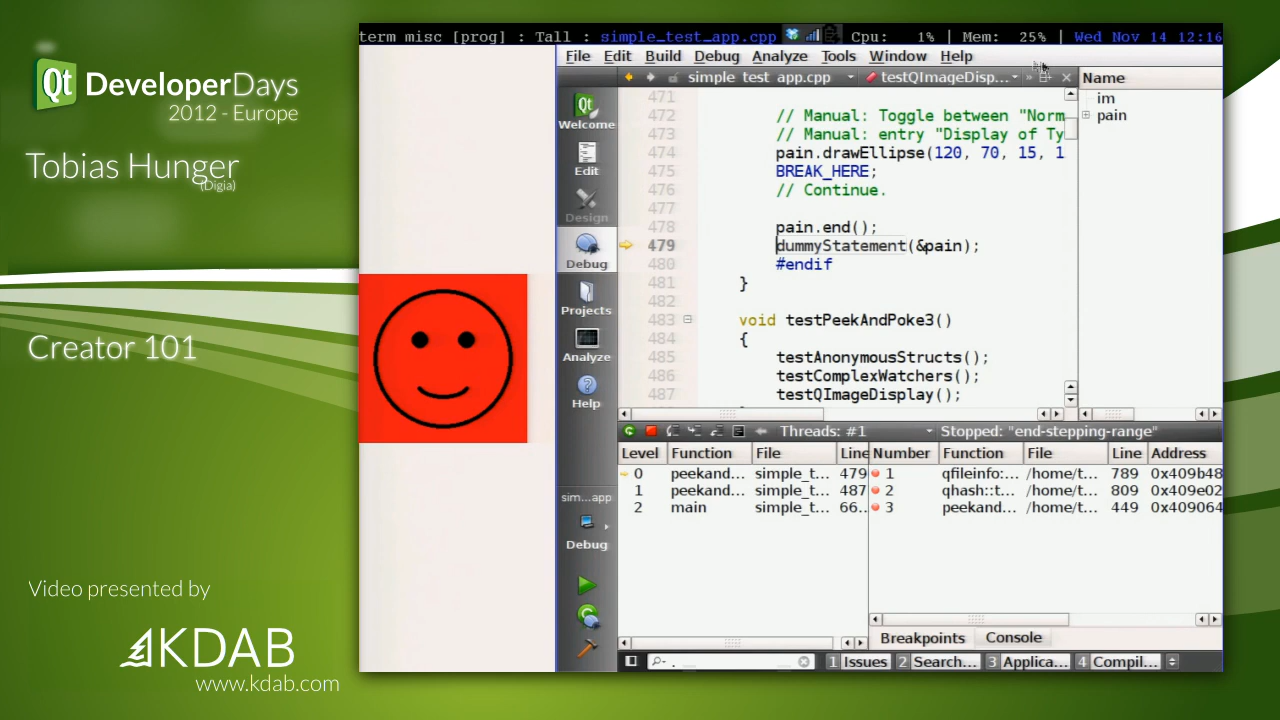 Qt DeveloperDays
2012 - Europe
Tobias Hunger
(Digia)
Creator 101
Video presented by
KDAB
www.kdab.com
term misc [prog] : Tall : simple_test_app.cpp Cpu: 1% | Mem: 25% | Wed Nov 14 12:16
File Edit Build Debug Analyze Tools Window Help
simple_test_app.cpp testQImageDisp... »
Welcome
Edit
Design
Debug
Projects
Analyze
Help
sim...app
Debug
471
472 // Manual: Toggle between "Norm
473 // Manual: entry "Display of Ty
474 pain.drawEllipse(120, 70, 15, 1
475 BREAK_HERE;
476 // Continue.
477
478 pain.end();
479 dummyStatement(&pain);
480 #endif
481 }
482
483 void testPeekAndPoke3()
484 {
485 testAnonymousStructs();
486 testComplexWatchers();
487 testQImageDisplay();
Name
im
pain
Threads: #1 Stopped: "end-stepping-range"
Level Function File Line
0 peekand... simple_t... 479
1 peekand... simple_t... 487
2 main simple_t... 66..
Number Function File Line Address
1 qfileinfo:... /home/t... 789 0x409b48
2 qhash::t... /home/t... 809 0x409e02
3 peekand... /home/t... 449 0x409064
Breakpoints Console
1 Issues 2 Search... 3 Applica... 4 Compil...